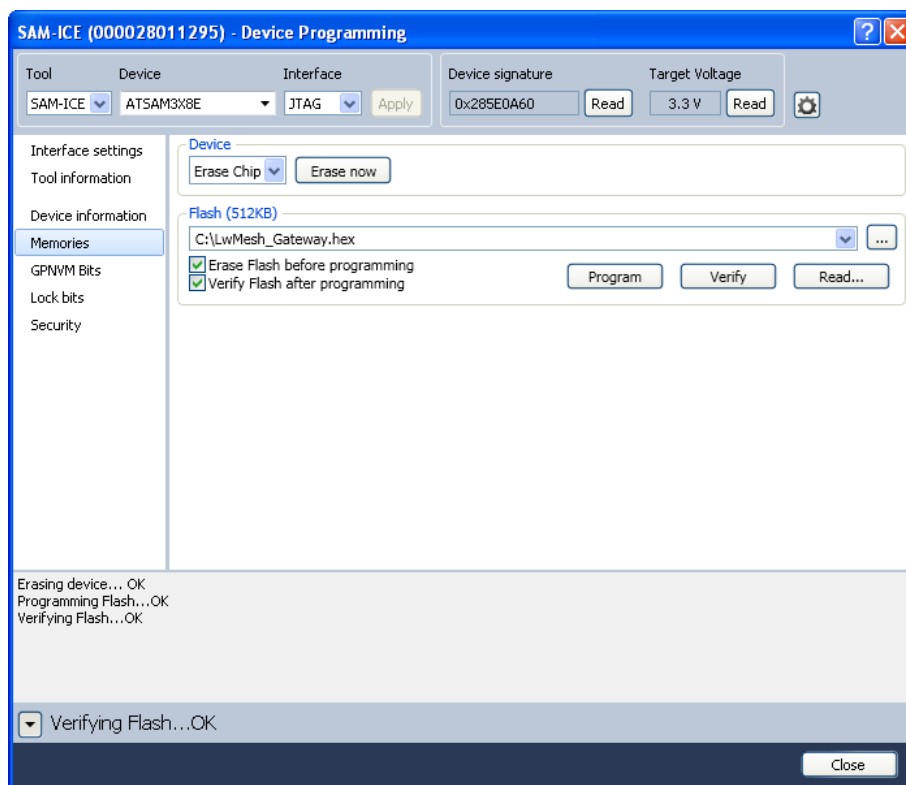 SAM-ICE (000028011295) - Device Programming
Tool Device Interface Device signature Target Voltage
SAM-ICE ATSAM3X8E JTAG Apply 0x285E0A60 Read 3.3 V Read
Interface settings
Tool information
Device information
Memories
GPNVM Bits
Lock bits
Security
Device
Erase Chip Erase now
Flash (512KB)
C:\LwMesh_Gateway.hex ...
Erase Flash before programming
Verify Flash after programming
Program Verify Read...
Erasing device... OK
Programming Flash...OK
Verifying Flash...OK
Verifying Flash...OK
Close